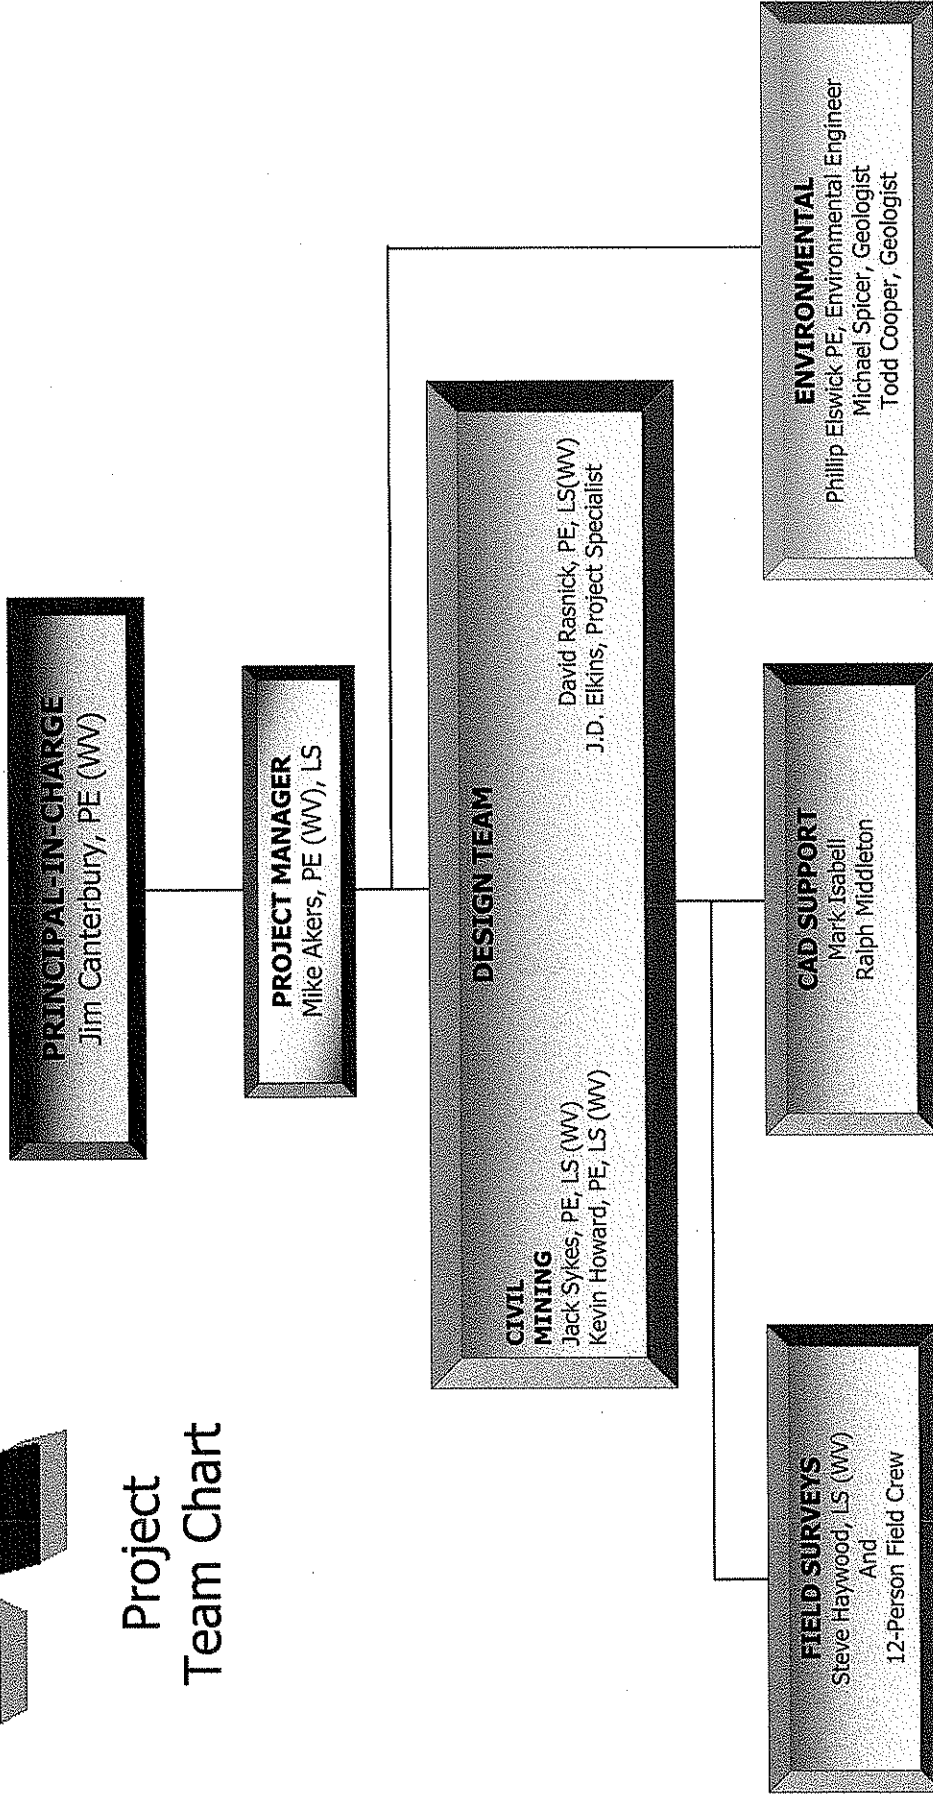 Project
Team Chart
PRINCIPAL-IN-CHARGE
Jim Canterbury, PE (WV)
PROJECT MANAGER
Mike Akers, PE (WV), LS
DESIGN TEAM
CIVIL
MINING
Jack Sykes, PE, LS (WV)
Kevin Howard, PE, LS (WV)
David Rasnick, PE, LS(WV)
J.D. Elkins, Project Specialist
FIELD SURVEYS
Steve Haywood, LS (WV)
And
12-Person Field Crew
CAD SUPPORT
Mark Isabell
Ralph Middleton
ENVIRONMENTAL
Phillip Elswick PE, Environmental Engineer
Michael Spicer, Geologist
Todd Cooper, Geologist